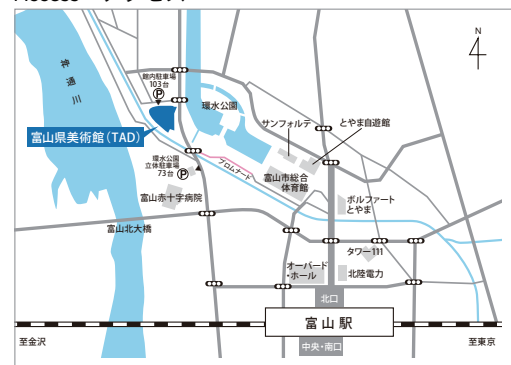 N
神通川
館内駐車場
103台
P
環水公園
サンフォルテ
とやま自遊館
富山県美術館(TAD)
環水公園
立体駐車場
73台
P
プロムナード
富山市総合
体育館
富山赤十字病院
ボルファート
とやま
富山北大橋
タワー111
オーバード
・ホール
北陸電力
北口
富山駅
至金沢
中央・南口
至東京